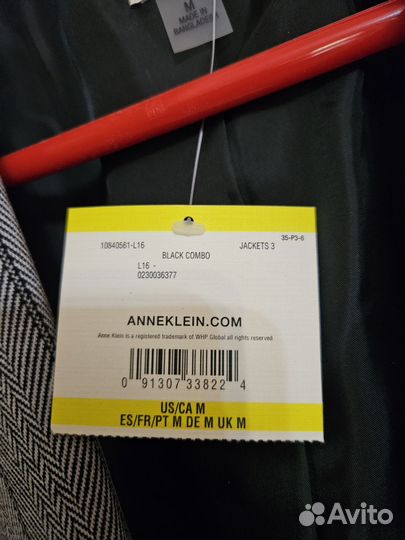 M
MADE IN
BANGLADESH
35-P3-6
10840561-L16 JACKETS 3
BLACK COMBO
L16 -
0230036377
ANNEKLEIN.COM
Anne Klein is a registered trademark of WHP Global all rights reserved.
0 91307 33822 4
US/CA M
ES/FR/PT M DE M UK M
Avito